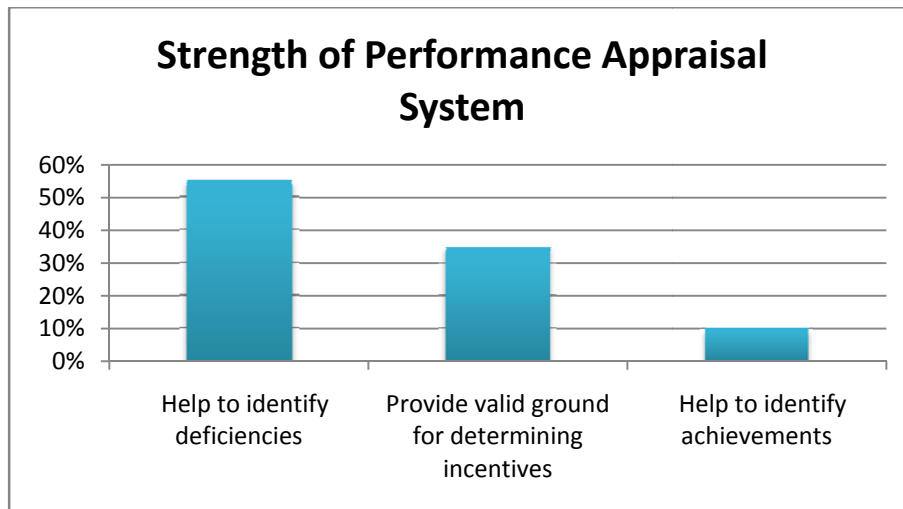 Strength of Performance Appraisal
System
60%
50%
40%
30%
20%
10%
0%
Help to identify
deficiencies
Provide valid ground
for determining
incentives
Help to identify
achievements